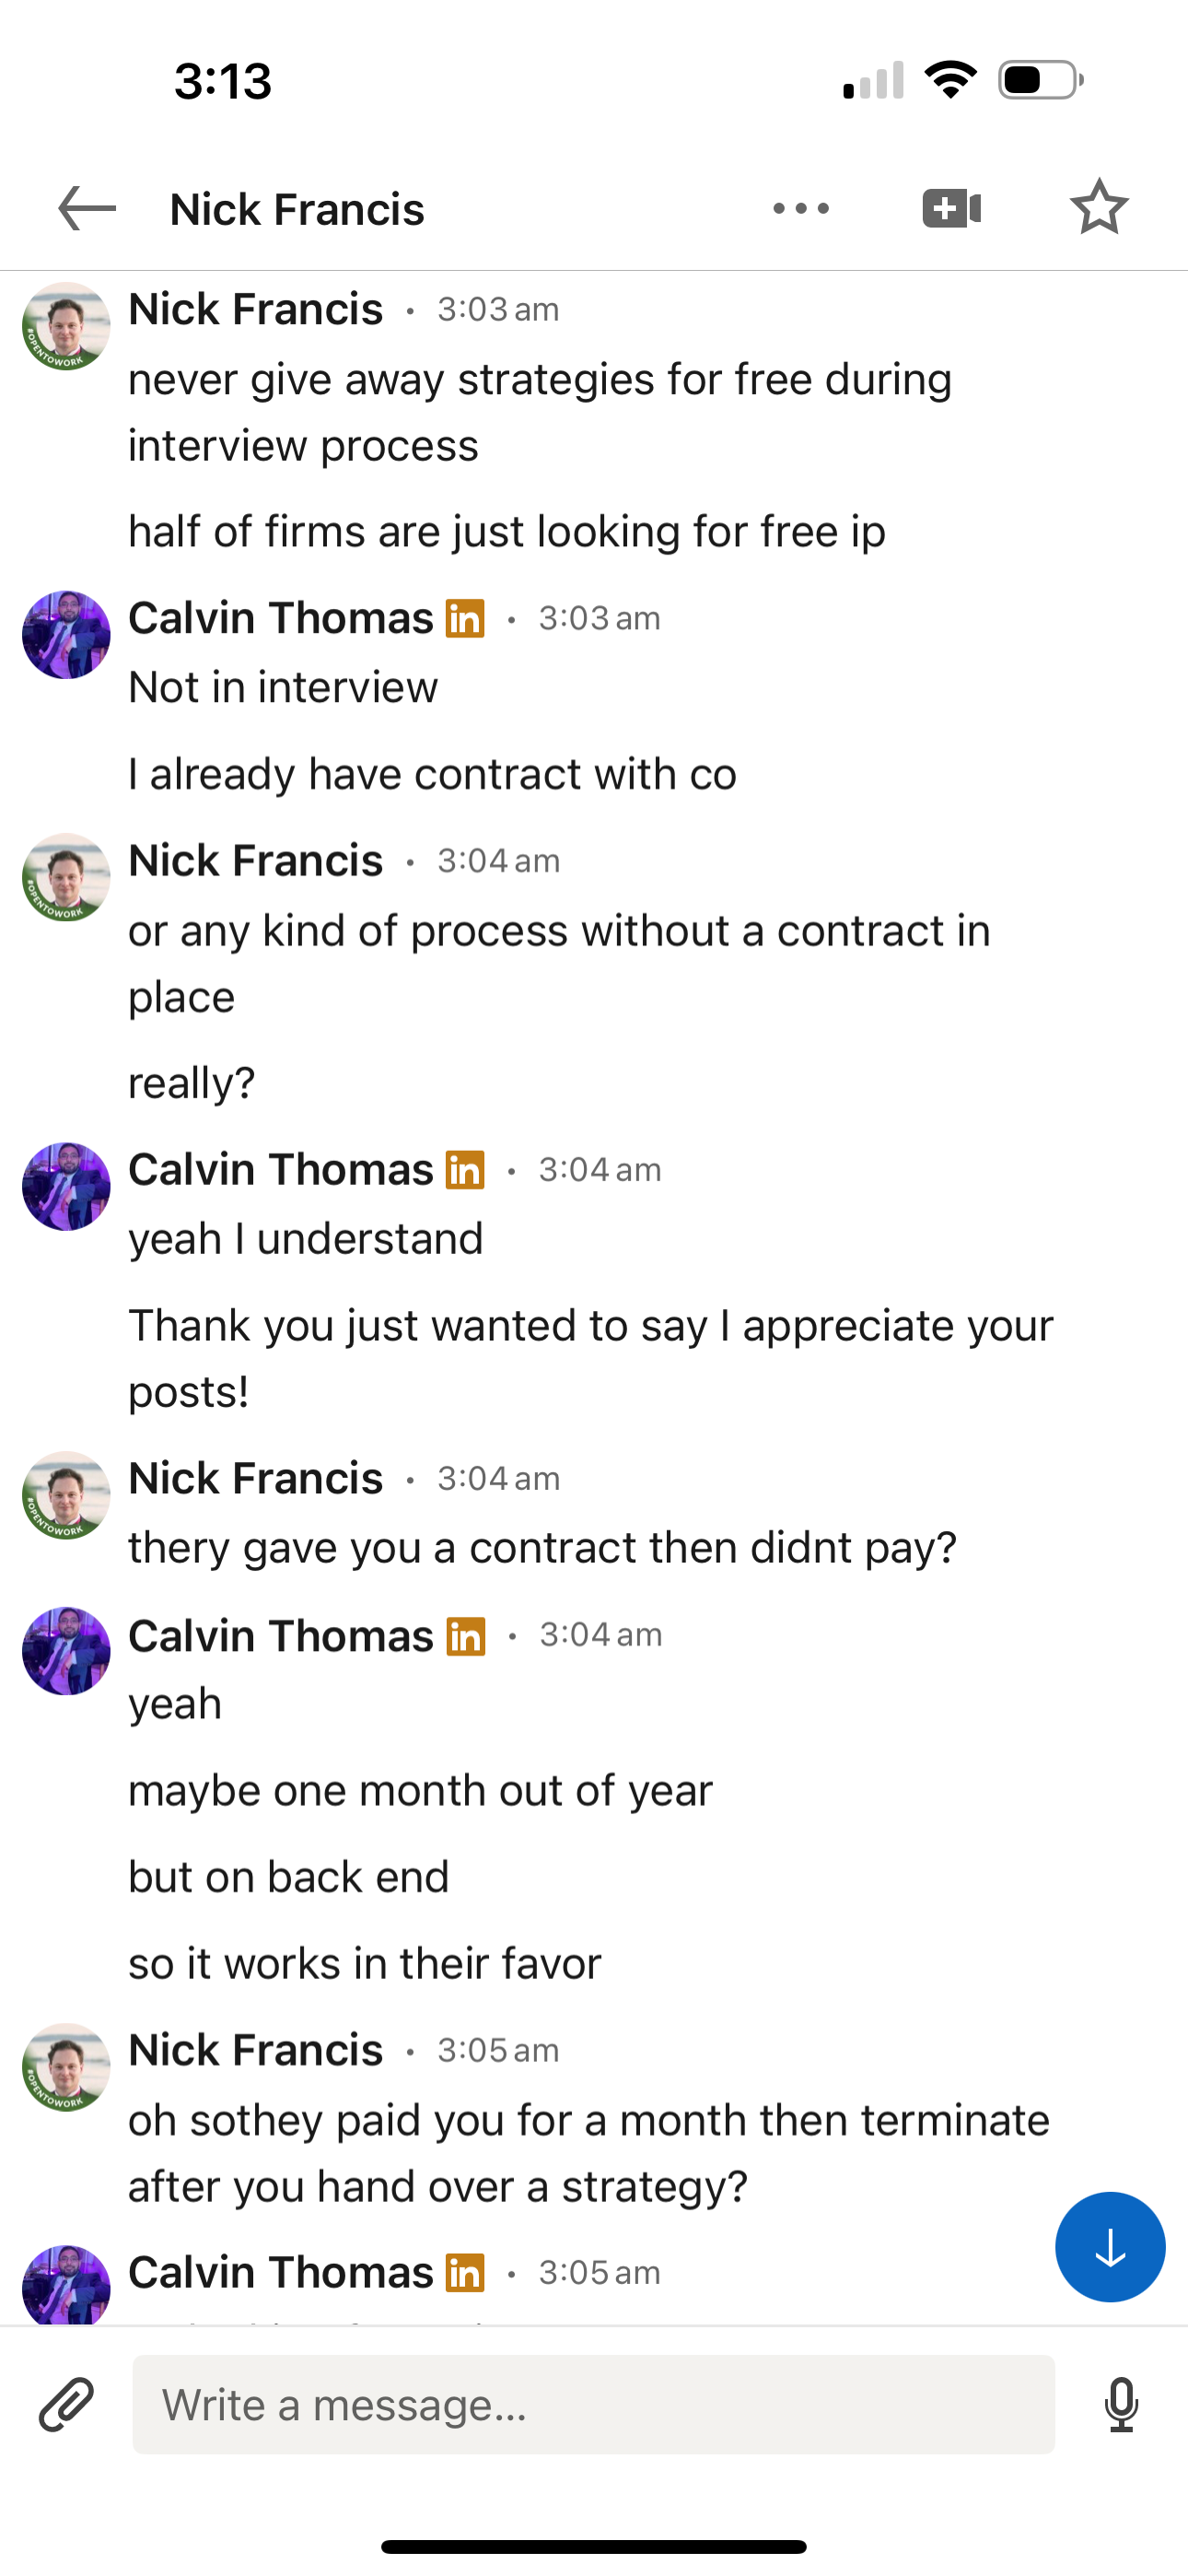 3:13
Nick Francis
Nick Francis • 3:03 am
#OPENTOWORK
never give away strategies for free during
interview process
half of firms are just looking for free ip
Calvin Thomas in • 3:03 am
Not in interview
I already have contract with co
Nick Francis • 3:04 am
#OPENTOWORK
or any kind of process without a contract in
place
really?
Calvin Thomas in • 3:04 am
yeah I understand
Thank you just wanted to say I appreciate your
posts!
Nick Francis • 3:04 am
#OPENTOWORK
thery gave you a contract then didnt pay?
Calvin Thomas in • 3:04 am
yeah
maybe one month out of year
but on back end
so it works in their favor
Nick Francis • 3:05 am
#OPENTOWORK
oh sothey paid you for a month then terminate
after you hand over a strategy?
Calvin Thomas in • 3:05 am
Write a message...